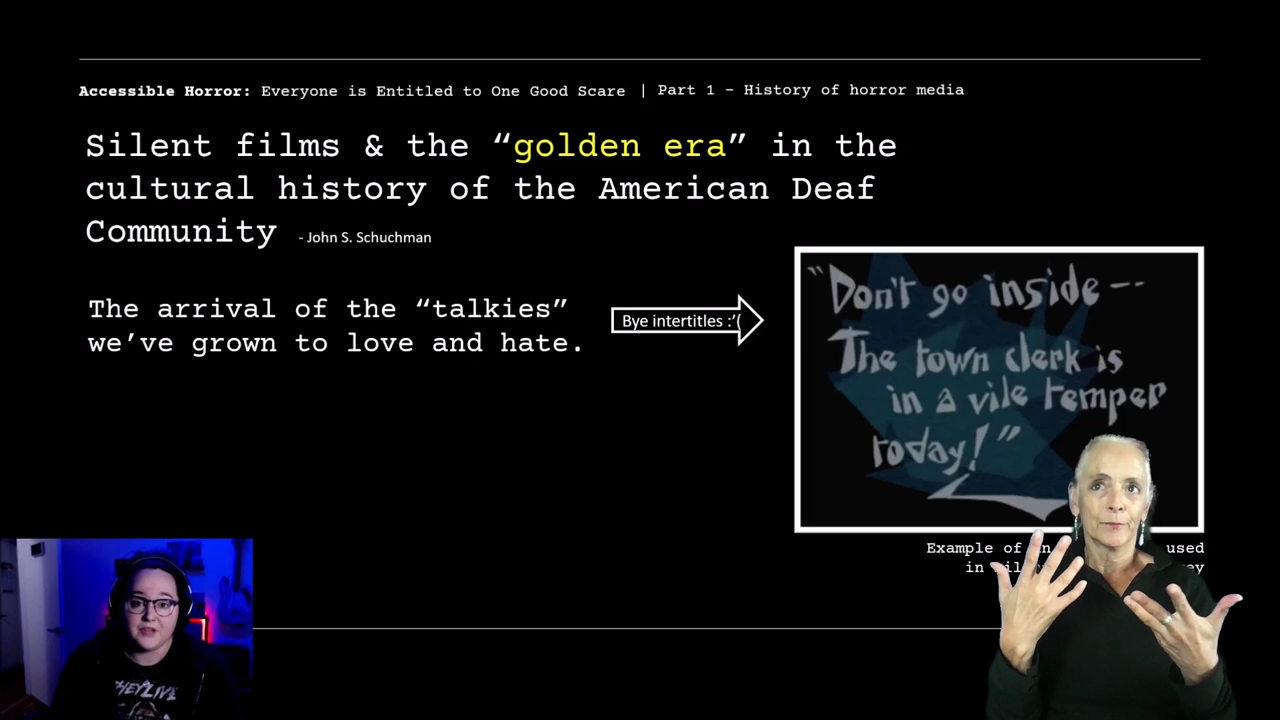 Accessible Horror: Everyone is Entitled to One Good Scare | Part 1 – History of horror media
Silent films & the “golden era” in the
cultural history of the American Deaf
Community - John S. Schuchman
The arrival of the “talkies”
we’ve grown to love and hate.
Bye intertitles :’(
“Don't go inside --
The town clerk is
in a vile temper
today!”
Example of used
in
THEY LIVE